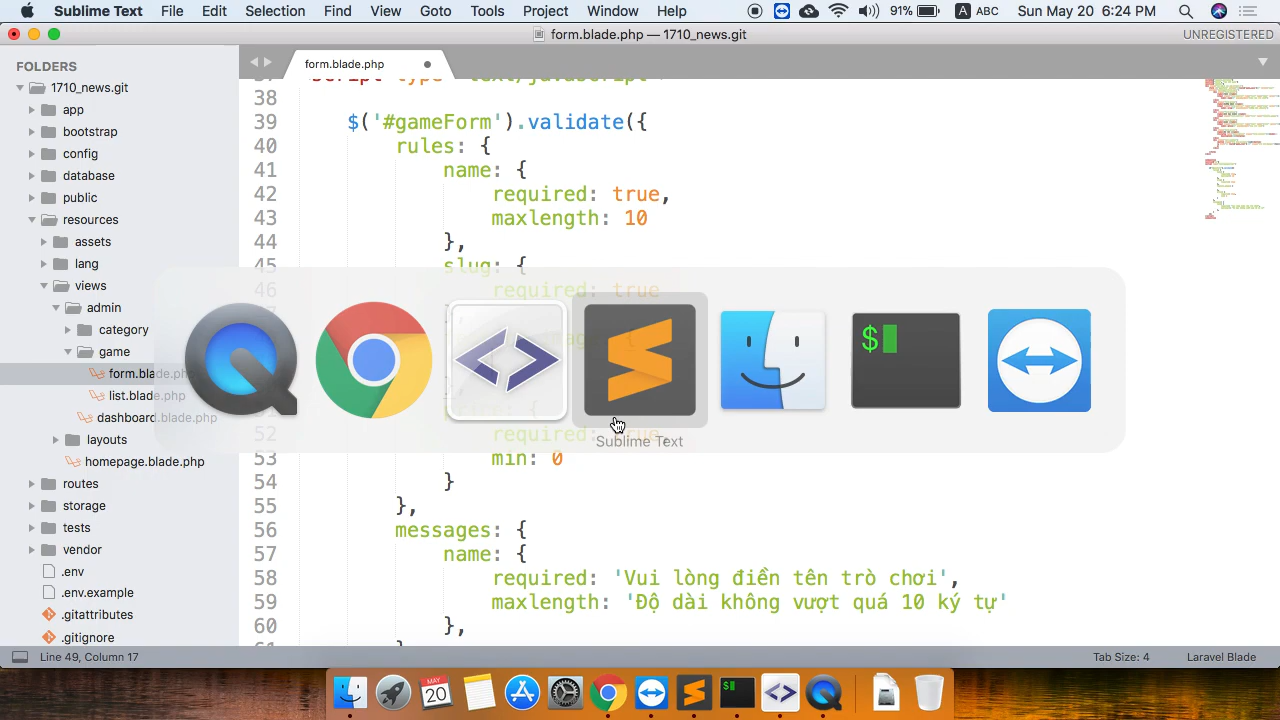 Sublime Text File Edit Selection Find View Goto Tools Project Window Help 91% A ABC Sun May 20 6:24 PM
form.blade.php — 1710_news.git UNREGISTERED
FOLDERS
form.blade.php
1710_news.git
app
bootstrap
config
database
public
resources
assets
lang
views
admin
category
game
form.blade.php
list.blade.php
dashboard.blade.php
layouts
homepage.blade.php
routes
storage
tests
vendor
.env
.env.example
.gitattributes
.gitignore
38
39 $('#gameForm').validate({
40 rules: {
41 name: {
42 required: true,
43 maxlength: 10
44 },
45 slug: {
46 required: true
$
Sublime Text
52 required: true,
53 min: 0
54 }
55 },
56 messages: {
57 name: {
58 required: 'Vui lòng điền tên trò chơi',
59 maxlength: 'Độ dài không vượt quá 10 ký tự'
60 },
Line 49, Column 17 Tab Size: 4 Laravel Blade
MAY
20
$